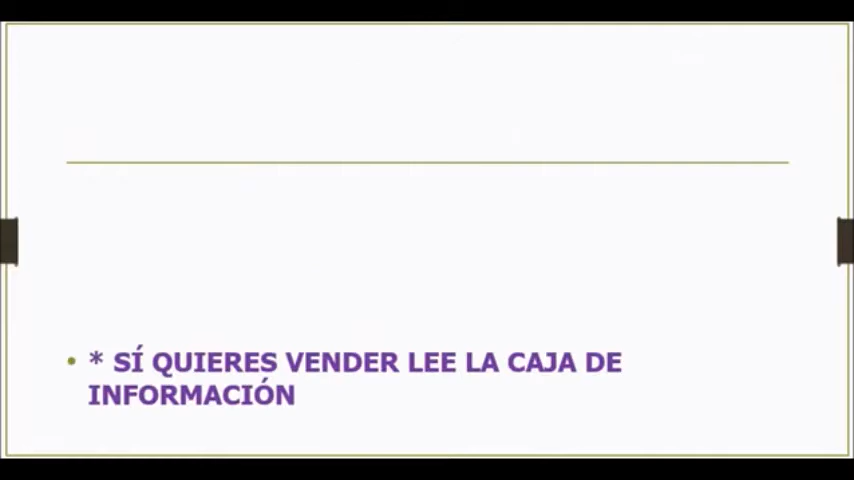 * SÍ QUIERES VENDER LEE LA CAJA DE
INFORMACIÓN